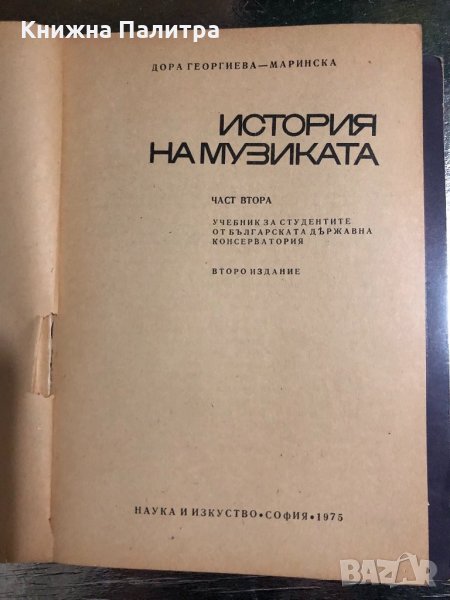 Книжна Палитра
ДОРА ГЕОРГИЕВА—МАРИНСКА
ИСТОРИЯ
НА МУЗИКАТА
ЧАСТ ВТОРА
УЧЕБНИК ЗА СТУДЕНТИТЕ
ОТ БЪЛГАРСКАТА ДЪРЖАВНА
КОНСЕРВАТОРИЯ
ВТОРО ИЗДАНИЕ
НАУКА И ИЗКУСТВО • СОФИЯ • 1975
BAZAR